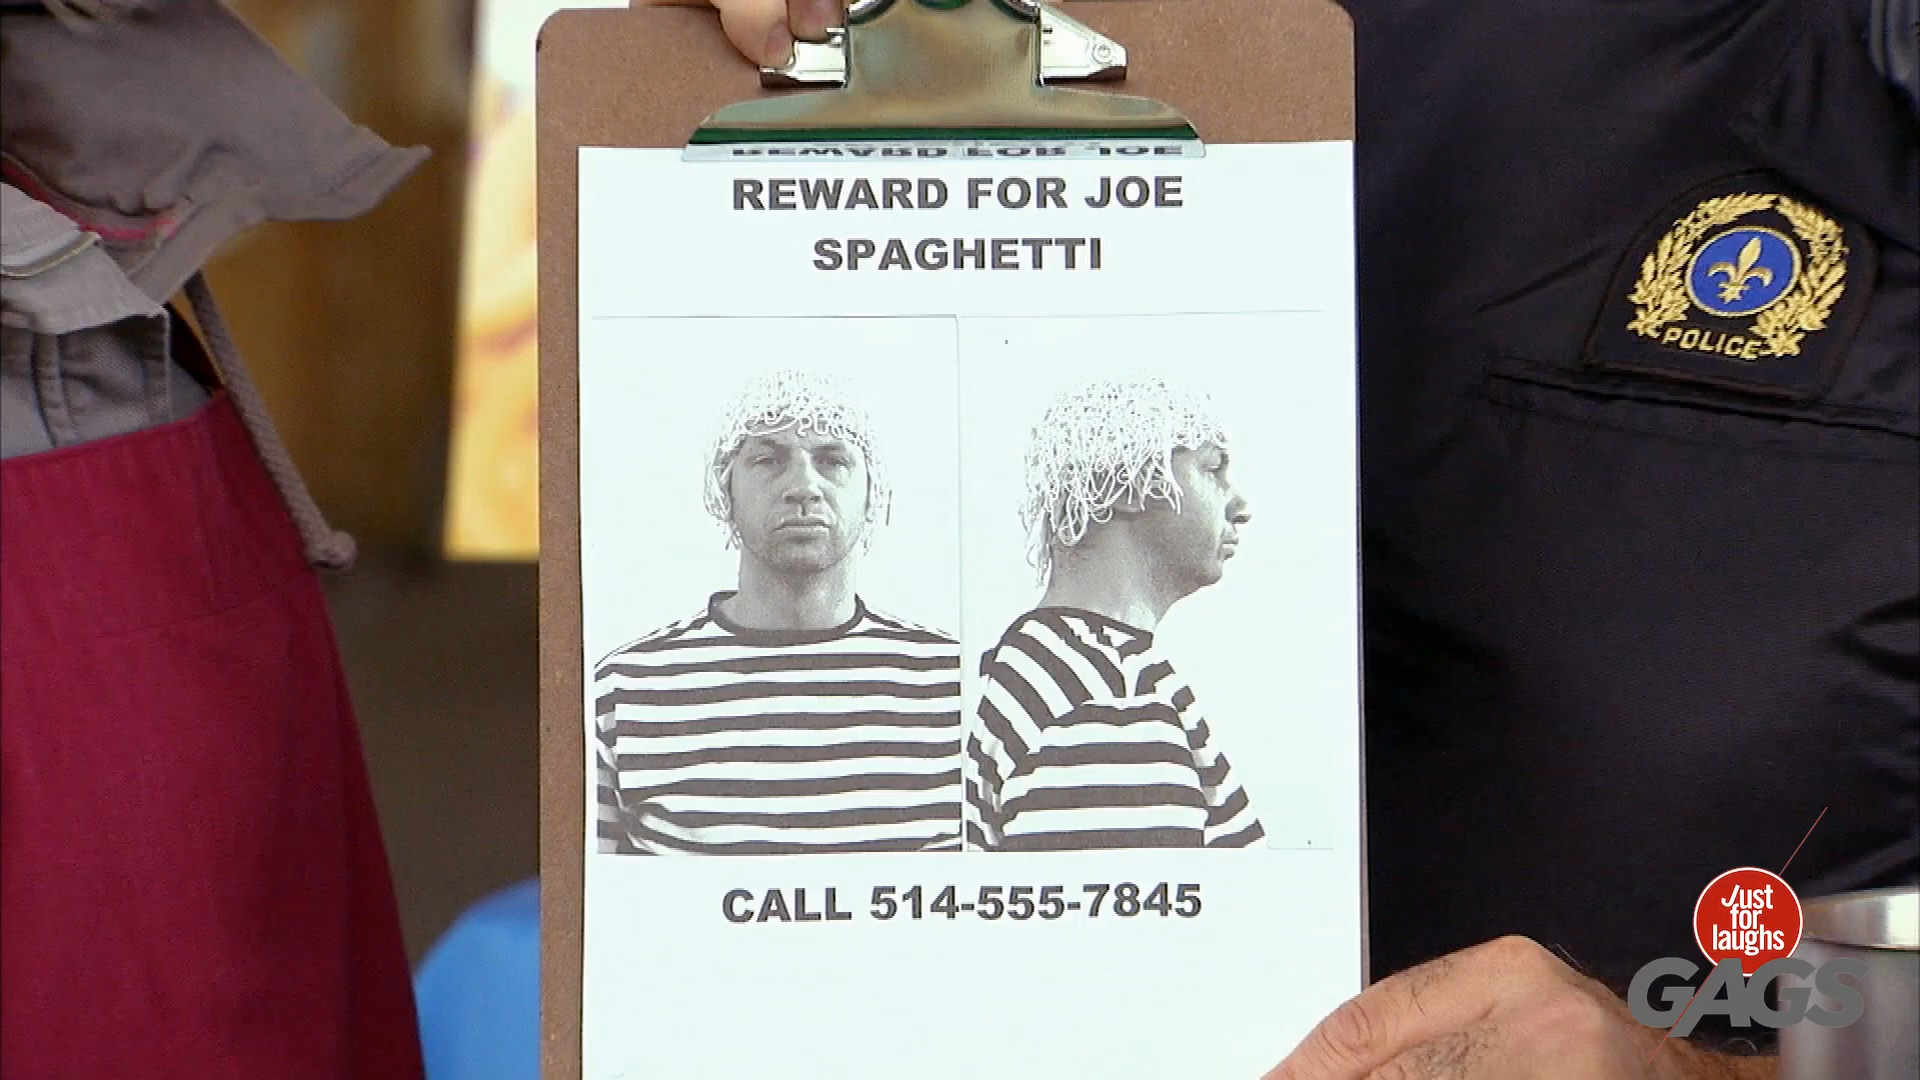 REWARD FOR JOE
SPAGHETTI
POLICE
CALL 514-555-7845
Just
for
laughs
GAGS